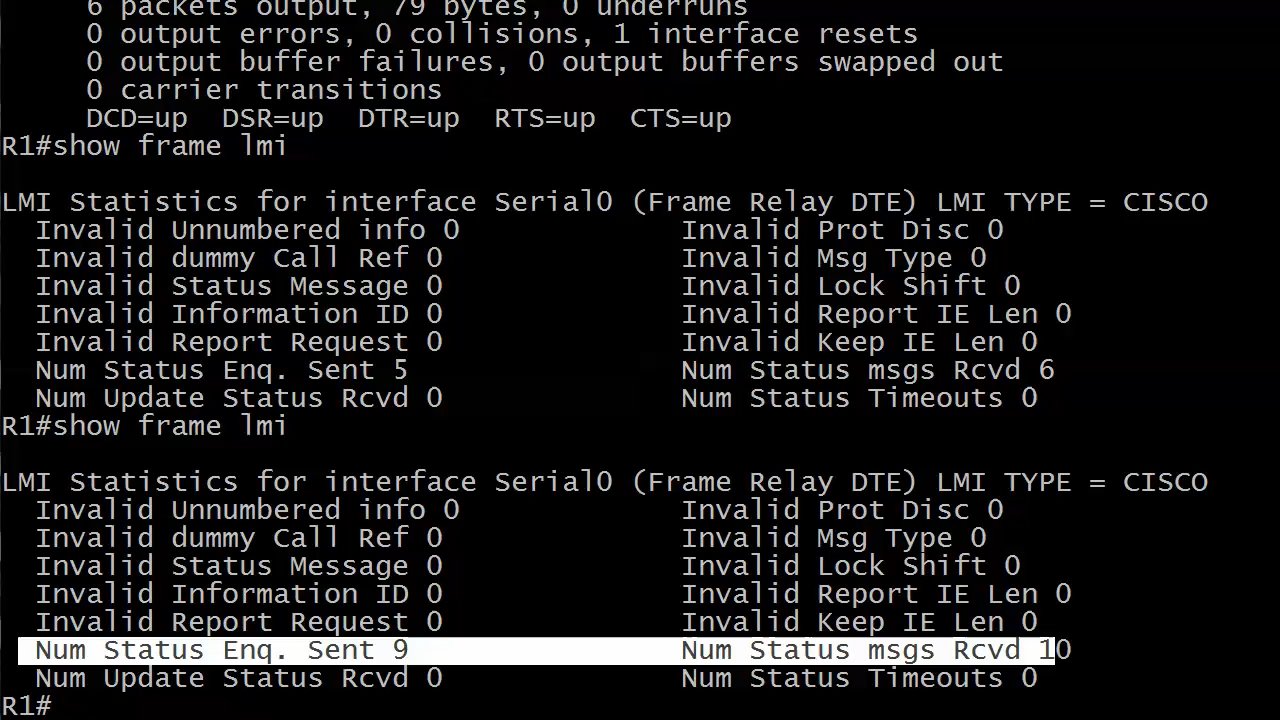 6 packets output, 79 bytes, 0 underruns
0 output errors, 0 collisions, 1 interface resets
0 output buffer failures, 0 output buffers swapped out
0 carrier transitions
DCD=up  DSR=up  DTR=up  RTS=up  CTS=up
R1#show frame lmi
LMI Statistics for interface Serial0 (Frame Relay DTE) LMI TYPE = CISCO
Invalid Unnumbered info 0    Invalid Prot Disc 0
Invalid dummy Call Ref 0    Invalid Msg Type 0
Invalid Status Message 0    Invalid Lock Shift 0
Invalid Information ID 0    Invalid Report IE Len 0
Invalid Report Request 0    Invalid Keep IE Len 0
Num Status Enq. Sent 5    Num Status msgs Rcvd 6
Num Update Status Rcvd 0    Num Status Timeouts 0
R1#show frame lmi
LMI Statistics for interface Serial0 (Frame Relay DTE) LMI TYPE = CISCO
Invalid Unnumbered info 0    Invalid Prot Disc 0
Invalid dummy Call Ref 0    Invalid Msg Type 0
Invalid Status Message 0    Invalid Lock Shift 0
Invalid Information ID 0    Invalid Report IE Len 0
Invalid Report Request 0    Invalid Keep IE Len 0
Num Status Enq. Sent 9    Num Status msgs Rcvd 10
Num Update Status Rcvd 0    Num Status Timeouts 0
R1#